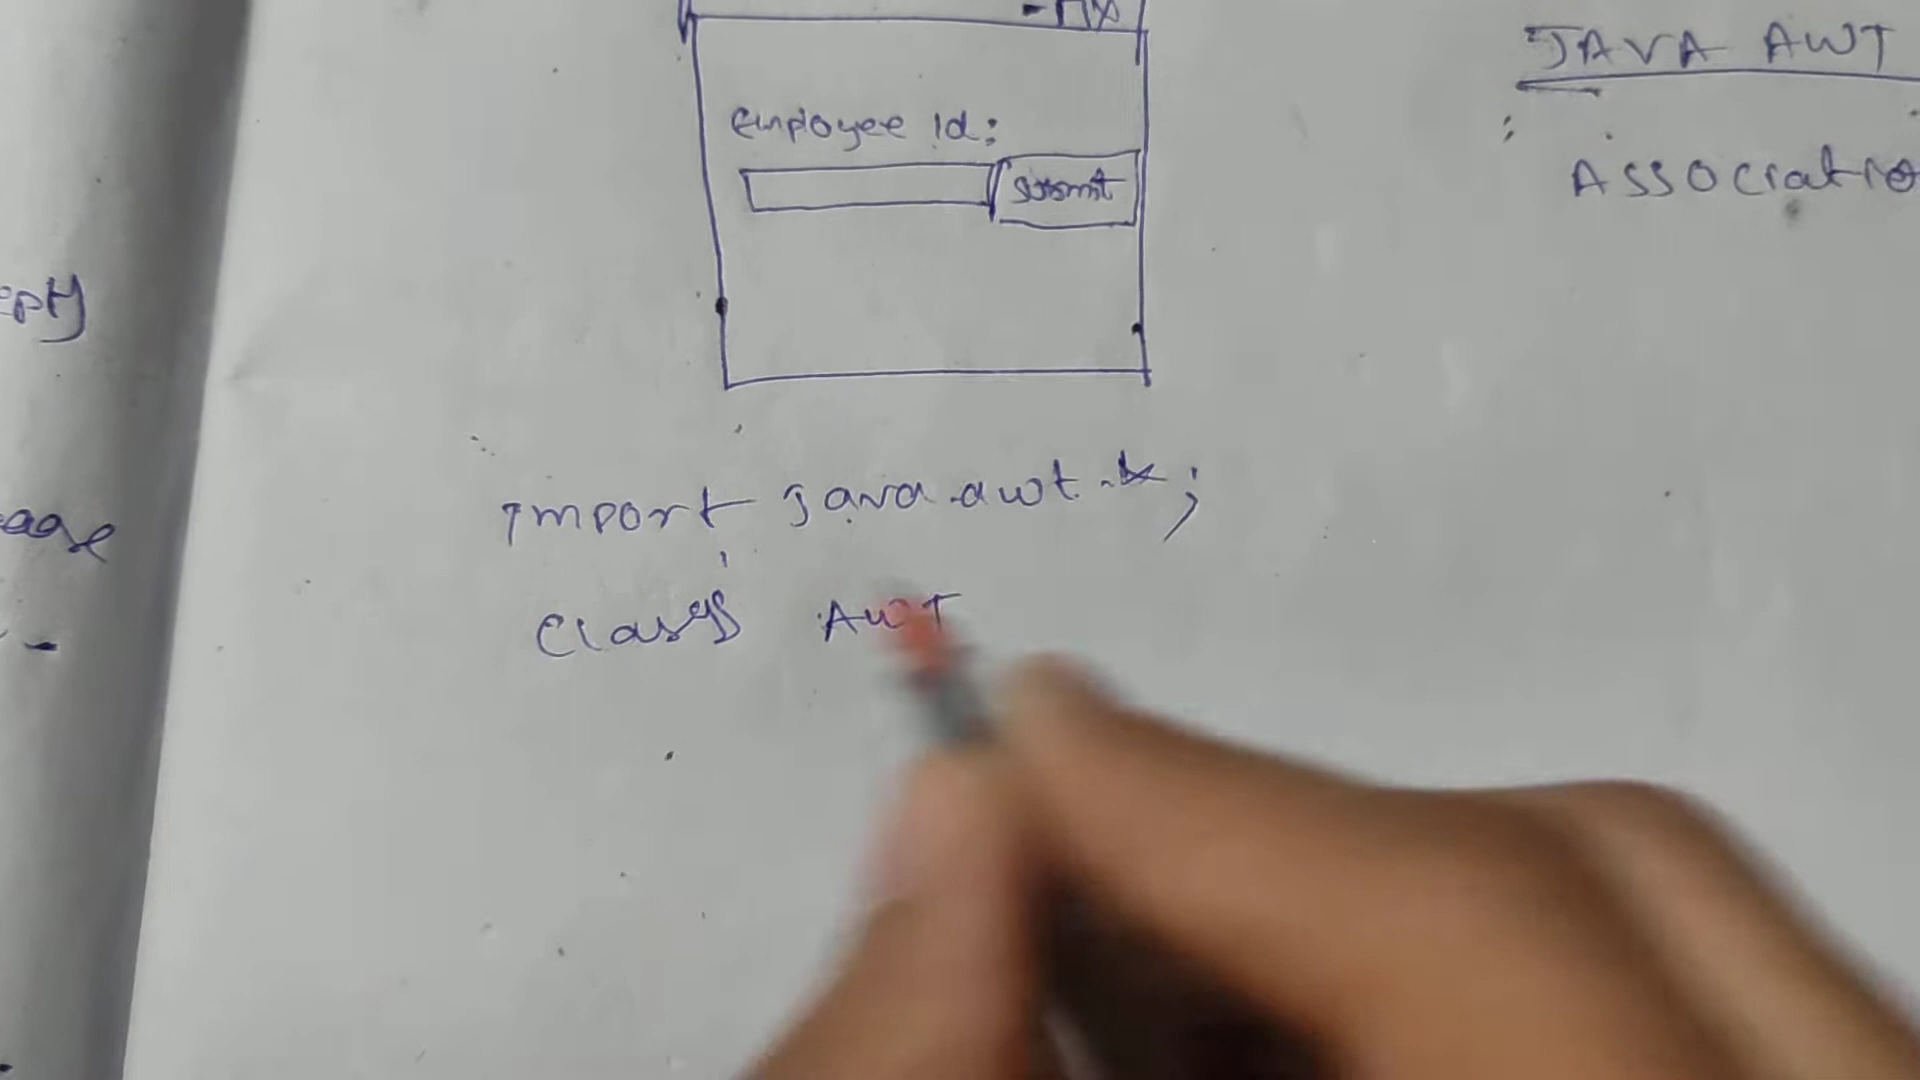 JAVA AWT
Associatio
Employee id:
submit
import java.awt.*;
class AWT